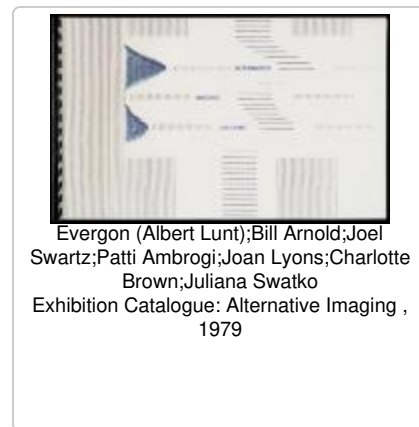 Evergon (Albert Lunt);Bill Arnold;Joel
Swartz;Patti Ambrogi;Joan Lyons;Charlotte
Brown;Juliana Swatko
Exhibition Catalogue: Alternative Imaging ,
1979